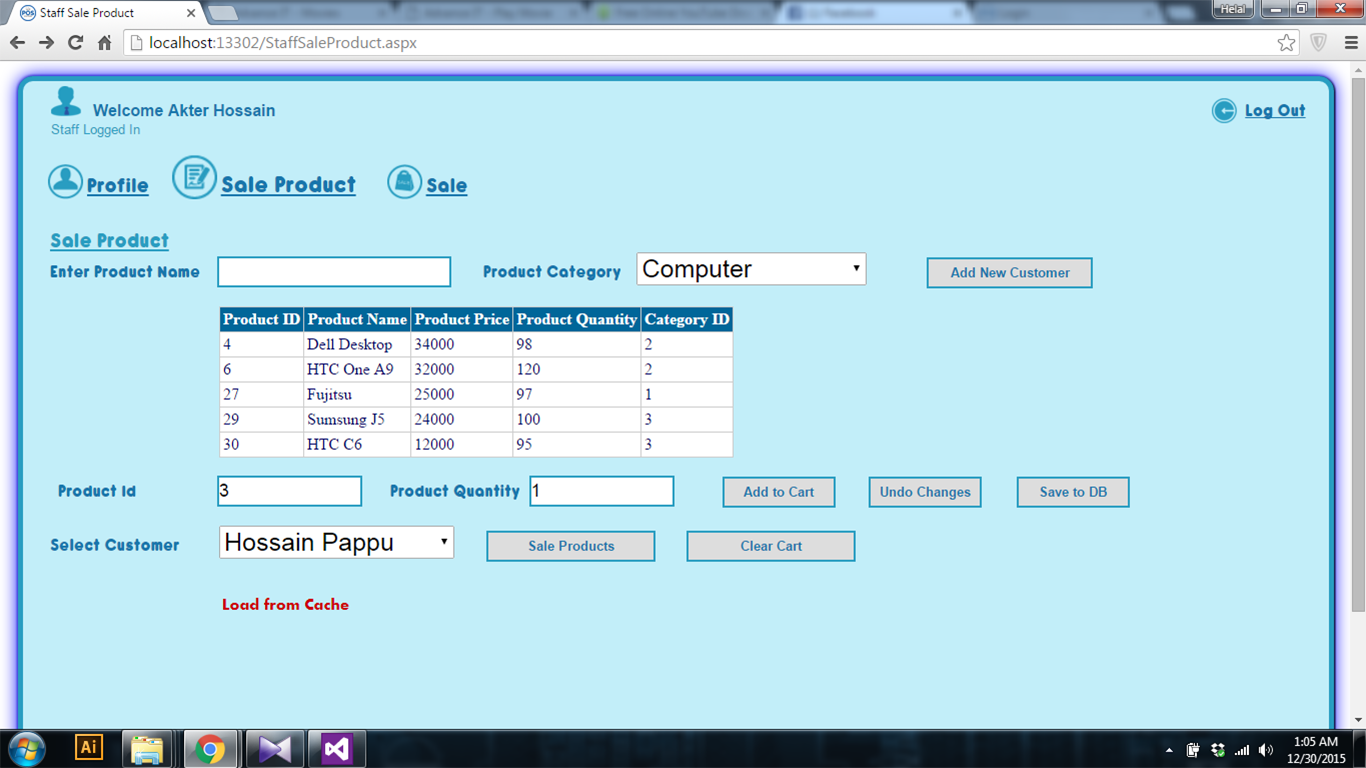 POS Staff Sale Product
Helal
localhost:13302/StaffSaleProduct.aspx
Welcome Akter Hossain
Staff Logged In
Log Out
Profile Sale Product Sale
Sale Product
Enter Product Name Product Category Computer Add New Customer
Product ID Product Name Product Price Product Quantity Category ID
4 Dell Desktop 34000 98 2
6 HTC One A9 32000 120 2
27 Fujitsu 25000 97 1
29 Sumsung J5 24000 100 3
30 HTC C6 12000 95 3
Product Id 3 Product Quantity 1 Add to Cart Undo Changes Save to DB
Select Customer Hossain Pappu Sale Products Clear Cart
Load from Cache
Ai
1:05 AM
12/30/2015